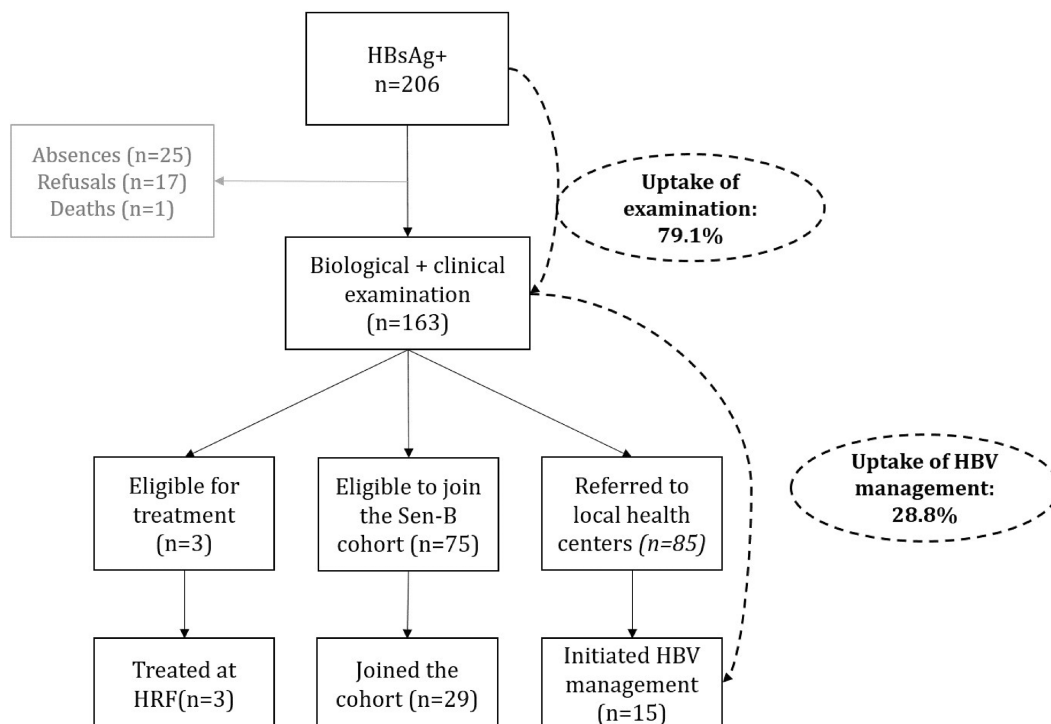 HBsAg+
n=206
Absences (n=25)
Refusals (n=17)
Deaths (n=1)
Uptake of
examination:
79.1%
Biological + clinical
examination
(n=163)
Eligible for
treatment
(n=3)
Eligible to join
the Sen-B
cohort (n=75)
Referred to
local health
centers (n=85)
Uptake of HBV
management:
28.8%
Treated at
HRF(n=3)
Joined the
cohort (n=29)
Initiated HBV
management
(n=15)